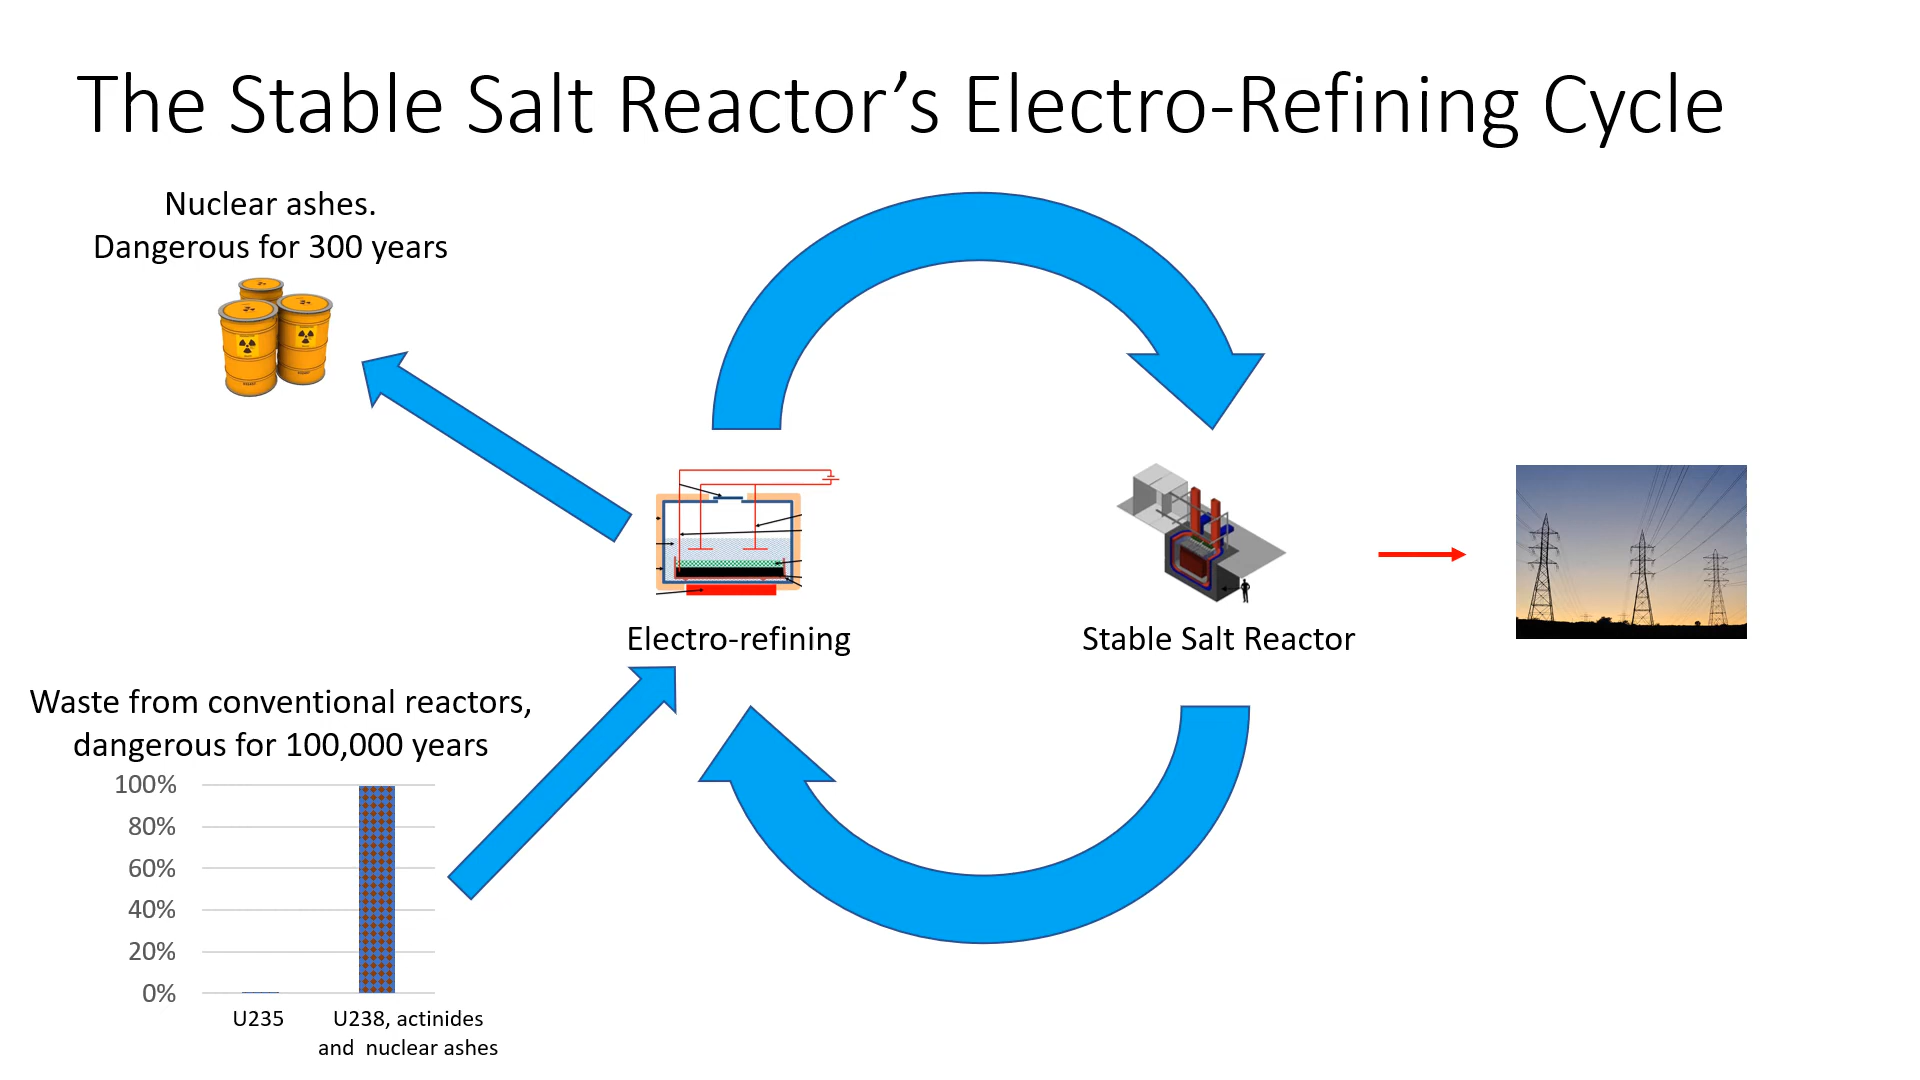 The Stable Salt Reactor’s Electro-Refining Cycle
Nuclear ashes.
Dangerous for 300 years
Electro-refining
Stable Salt Reactor
Waste from conventional reactors,
dangerous for 100,000 years
100%
80%
60%
40%
20%
0%
U235
U238, actinides
and  nuclear ashes